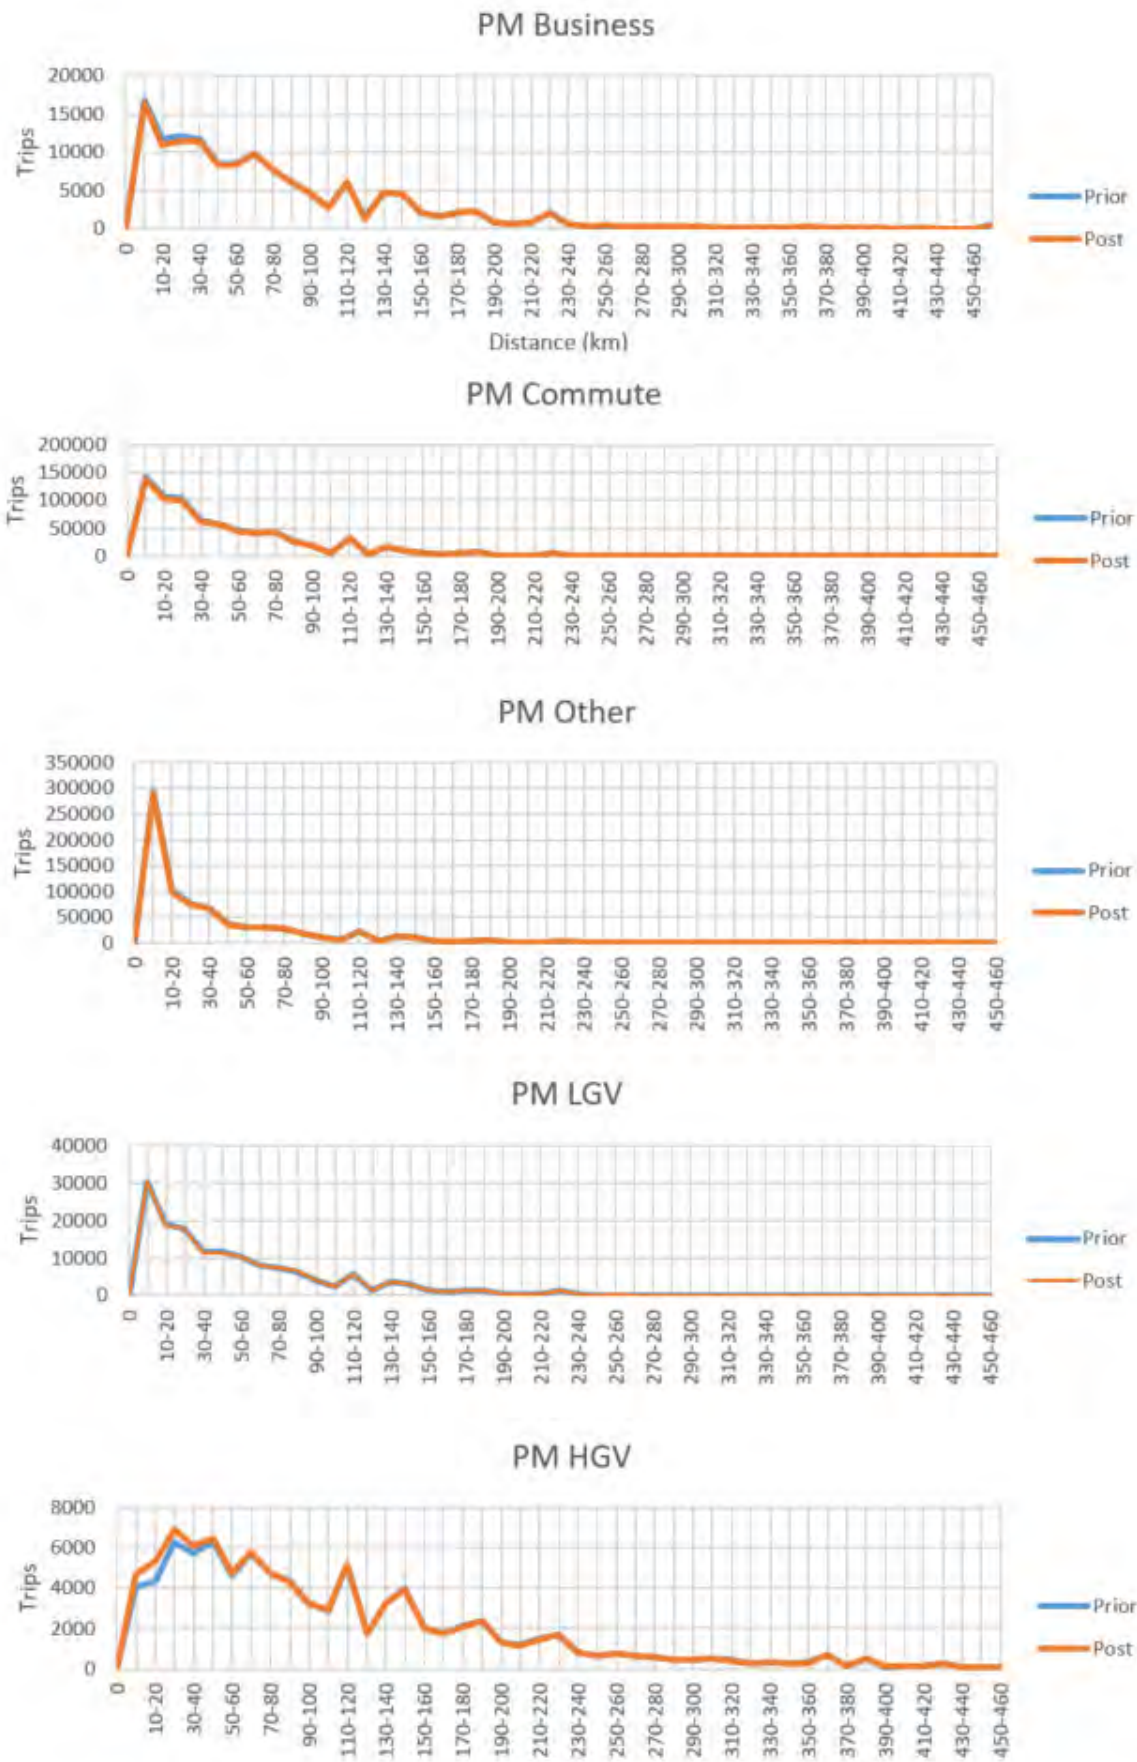 PM Business
20000
15000
10000
5000
0
Trips
0 10-20 30-40 50-60 70-80 90-100 110-120 130-140 150-160 170-180 190-200 210-220 230-240 250-260 270-280 290-300 310-320 330-340 350-360 370-380 390-400 410-420 430-440 450-460
Distance (km)
Prior
Post
PM Commute
200000
150000
100000
50000
0
Trips
0 10-20 30-40 50-60 70-80 90-100 110-120 130-140 150-160 170-180 190-200 210-220 230-240 250-260 270-280 290-300 310-320 330-340 350-360 370-380 390-400 410-420 430-440 450-460
Prior
Post
PM Other
350000
300000
250000
200000
150000
100000
50000
0
Trips
0 10-20 30-40 50-60 70-80 90-100 110-120 130-140 150-160 170-180 190-200 210-220 230-240 250-260 270-280 290-300 310-320 330-340 350-360 370-380 390-400 410-420 430-440 450-460
Prior
Post
PM LGV
40000
30000
20000
10000
0
Trips
0 10-20 30-40 50-60 70-80 90-100 110-120 130-140 150-160 170-180 190-200 210-220 230-240 250-260 270-280 290-300 310-320 330-340 350-360 370-380 390-400 410-420 430-440 450-460
Prior
Post
PM HGV
8000
6000
4000
2000
0
Trips
0 10-20 30-40 50-60 70-80 90-100 110-120 130-140 150-160 170-180 190-200 210-220 230-240 250-260 270-280 290-300 310-320 330-340 350-360 370-380 390-400 410-420 430-440 450-460
Prior
Post